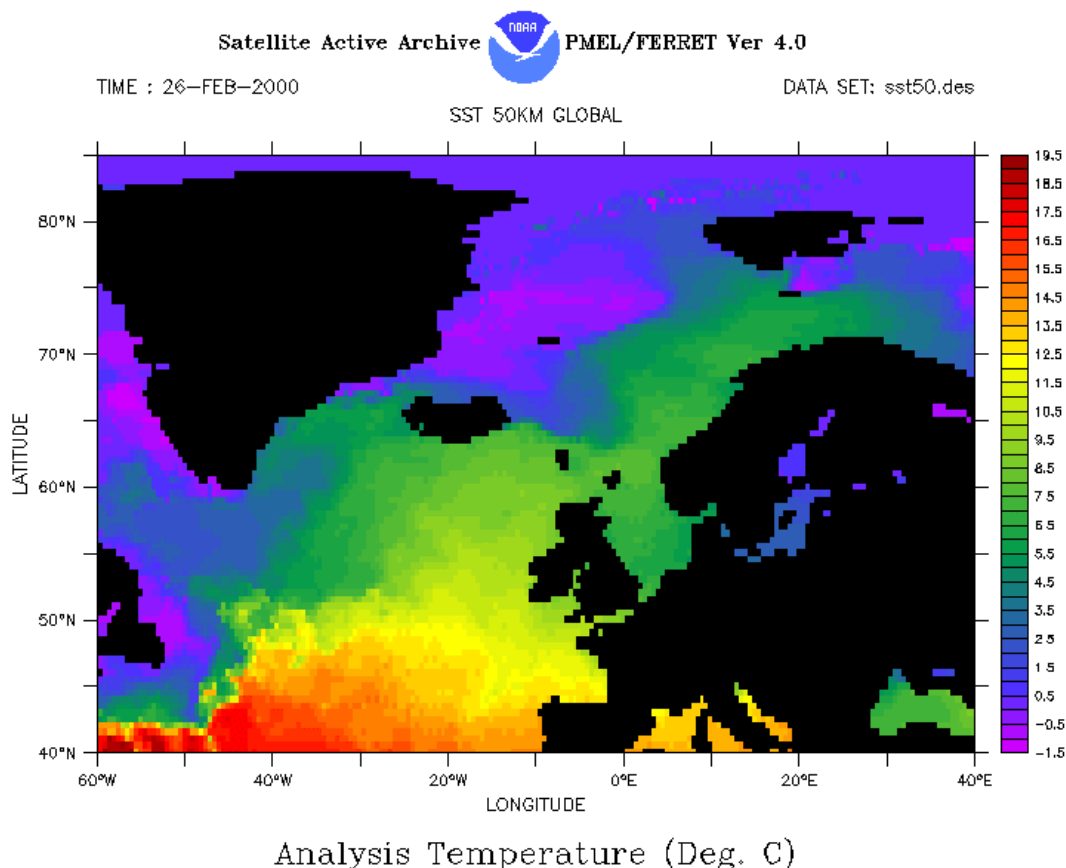 NOAA
Satellite Active Archive PMEL/FERRET Ver 4.0
TIME : 26-FEB-2000 DATA SET: sst50.des
SST 50KM GLOBAL
80°N
70°N
60°N
50°N
40°N
LATITUDE
60°W 40°W 20°W 0°E 20°E 40°E
LONGITUDE
19.5
18.5
17.5
16.5
15.5
14.5
13.5
12.5
11.5
10.5
9.5
8.5
7.5
6.5
5.5
4.5
3.5
2.5
1.5
0.5
-0.5
-1.5
Analysis Temperature (Deg. C)